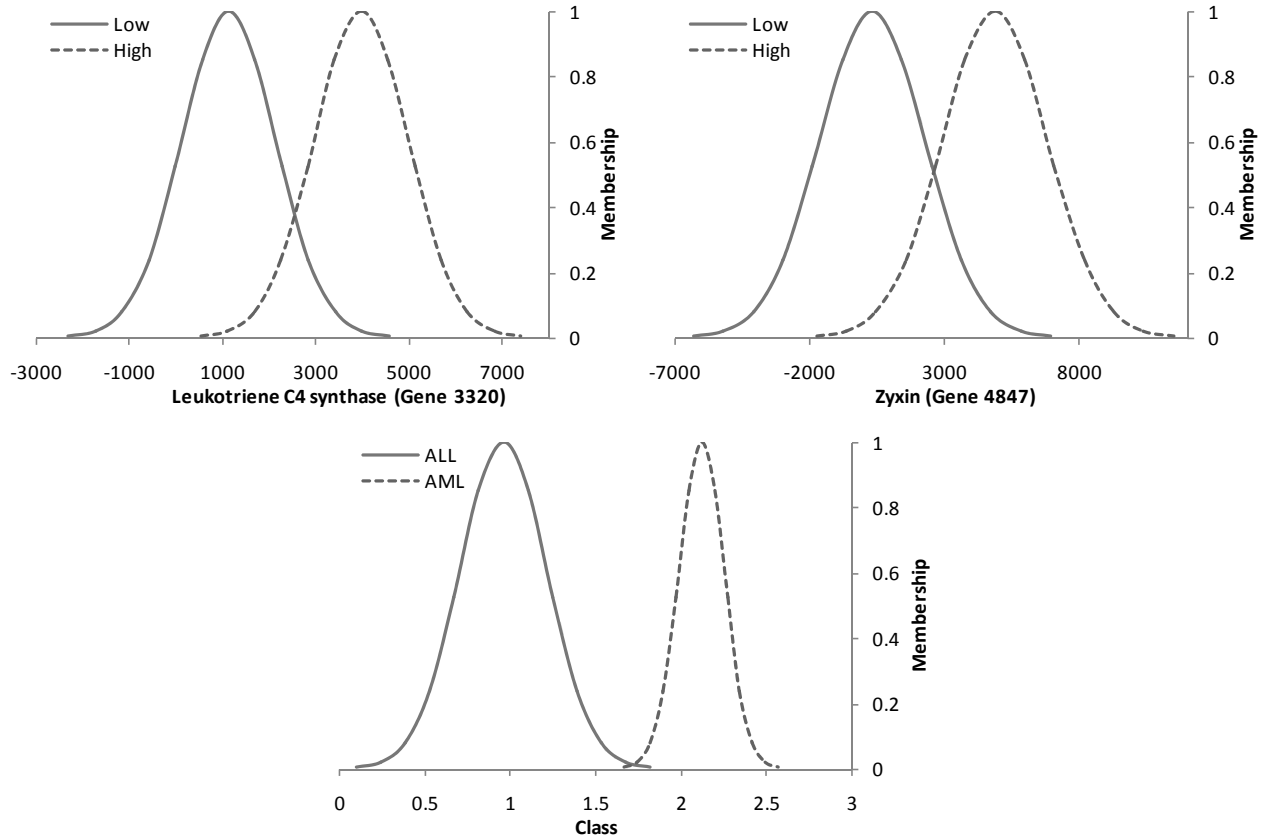 Low
High
1
0.8
0.6
0.4
0.2
0
Membership
-3000 -1000 1000 3000 5000 7000
Leukotriene C4 synthase (Gene 3320)
Low
High
1
0.8
0.6
0.4
0.2
0
Membership
-7000 -2000 3000 8000
Zyxin (Gene 4847)
ALL
AML
1
0.8
0.6
0.4
0.2
0
Membership
0 0.5 1 1.5 2 2.5 3
Class